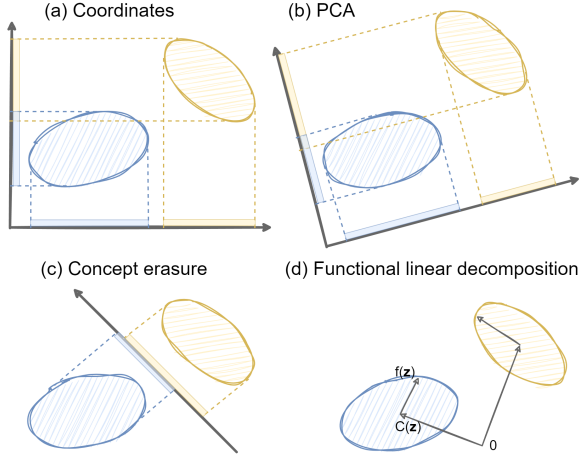 (a) Coordinates
(b) PCA
(c) Concept erasure
(d) Functional linear decomposition
f(z)
C(z)
0